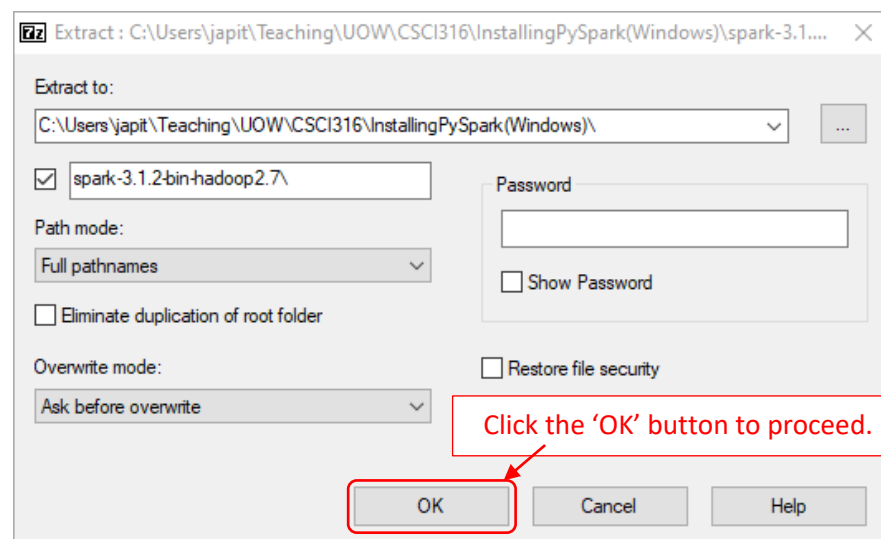 7z Extract : C:\Users\japit\Teaching\UOW\CSCI316\InstallingPySpark(Windows)\spark-3.1....
Extract to:
C:\Users\japit\Teaching\UOW\CSCI316\InstallingPySpark(Windows)\
...
spark-3.1.2-bin-hadoop2.7\
Password
Path mode:
Full pathnames
Show Password
Eliminate duplication of root folder
Overwrite mode:
Restore file security
Ask before overwrite
Click the ‘OK’ button to proceed.
OK
Cancel
Help